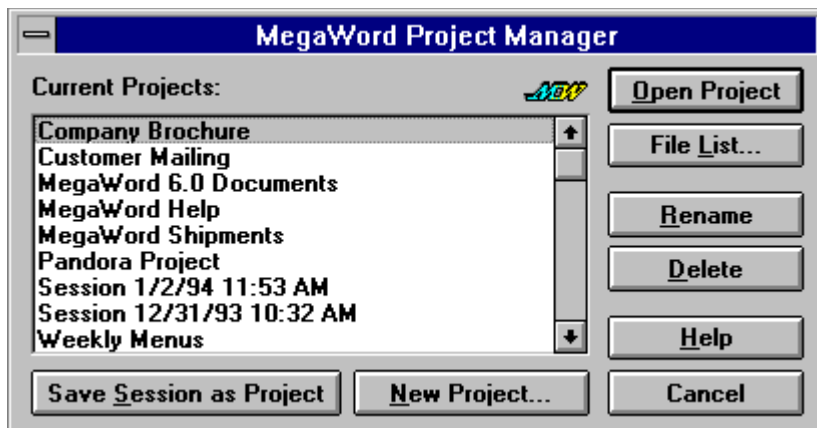 MegaWord Project Manager
Current Projects:
Company Brochure
Customer Mailing
MegaWord 6.0 Documents
MegaWord Help
MegaWord Shipments
Pandora Project
Session 1/2/94 11:53 AM
Session 12/31/93 10:32 AM
Weekly Menus
Save Session as Project
New Project...
Open Project
File List...
Rename
Delete
Help
Cancel